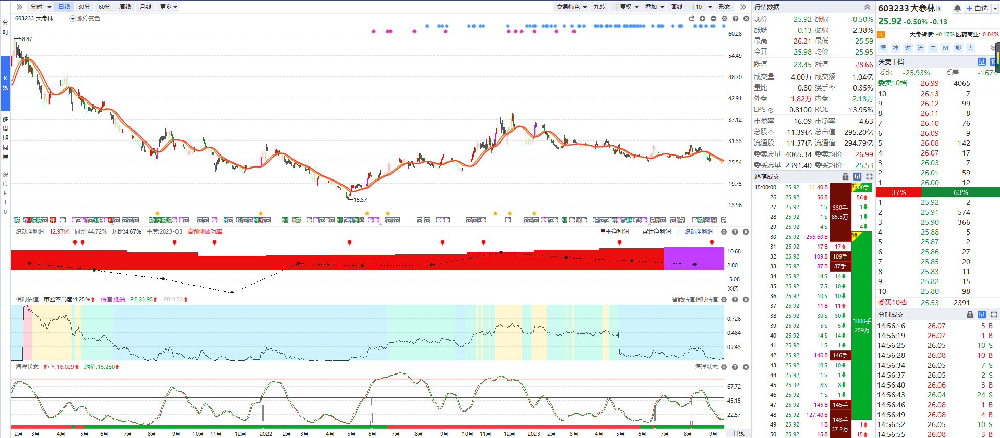 分时 日线 30分 60分 周线 月线 更多
交易特色 九转 前复权 叠加 画线 F10 形态
603233 大参林 涨停变色
分时
K线
多周期同屏
深度F10
58.87
15.37
60.28
54.49
48.70
42.91
37.12
31.33
25.54
19.75
13.96
滚动净利润 12.97亿 同比:44.72% 环比:4.67% 季度:2023-Q3 高预测成功率
单季净利润 | 累计净利润 | 滚动净利润
10.68
2.80
-5.08
X亿
相对估值 市盈率高度:4.25% 估值:低估 PE:23.95 PB:4.52
智能估值相对估值
0.726
0.484
0.243
海洋状态 趋势:16.029 均值:15.230
海洋状态
67.72
45.15
22.57
2月 3月 4月 5月 6月 7月 8月 9月 10月 11月 12月 2022 2月 3月 4月 5月 6月 7月 8月 9月 10月 11月 12月 2023 2月 3月 4月 5月 6月 7月 8月 9月 日线
行情数据
现价 25.92 涨幅 -0.50%
涨跌 -0.13 振幅 2.38%
最高 26.21 最低 25.59
今开 25.98 均价 25.95
跌停 23.45 涨停 28.66
成交量 4.00万 成交额 1.04亿
量比 0.80 换手率 0.35%
外盘 1.82万 内盘 2.18万
EPS ② 0.8100 ROE 13.95%
市盈率 16.09 市净率 4.63
总股本 11.39亿 总市值 295.20亿
流通股 11.37亿 流通值 294.79亿
委卖总量 4065.34 委卖均价 26.99
委买总量 2391.40 委买均价 25.53
逐笔成交 量
15:00:00 25.92 11.40 B
26 25.92 56 B 56
27 25.92 1 S 1
28 25.92 1 S 1
29 25.92 4 S 4
30 25.92 256.60 B
31 25.92 17 B 17
32 25.92 109 B 109手
33 25.92 87 B 87手
34 25.92 14 S 14
35 25.92 7 S 10
36 25.92 10 S 10
37 25.92 11 B 11
38 25.92 30 S 30
39 25.92 5 S 5
40 25.92 14 S 14
41 25.92 1 S 1
42 25.92 146 B 146手
43 25.92 10 S 10
44 25.92 1 S 1
45 25.92 8 S 8
46 25.92 1 S 1
47 25.92 145 B 145手
48 25.92 127.40 B
49 25.92 1 B 1
50 25.92 15 B 15
330手
85.5万
143手
37.2万
特 500手
特
1000手
259万
603233 大参林 自选
25.92 -0.50% -0.13
R 大参转债: -0.17% 医药商业: 0.84%
海 神 逆 流 主 M 熊 大
买卖十档 量
委比 -25.93% 委差 -1674
委卖10档 26.99 4065
10 26.13 7
9 26.12 99
8 26.11 8
7 26.10 76
6 26.09 9
5 26.08 142
4 26.07 17
3 26.03 7
2 26.01 59
1 26.00 12
37% 63%
1 25.92 2
2 25.91 574
3 25.90 366
4 25.88 5
5 25.87 2
6 25.86 27
7 25.85 20
8 25.83 11
9 25.82 15
10 25.80 98
委买10档 25.53 2391
分时成交 量
14:56:16 26.07 5 B
14:56:19 26.07 1 B
14:56:25 26.05 10 S
14:56:28 26.08 10 B
14:56:34 26.05 7 S
14:56:37 26.05 2 S
14:56:40 26.06 3 B
14:56:43 26.04 24 S
14:56:46 26.08 1 B
14:56:49 26.08 4 B
14:56:52 26.05 10 S
14:56:55 26.08 3 B